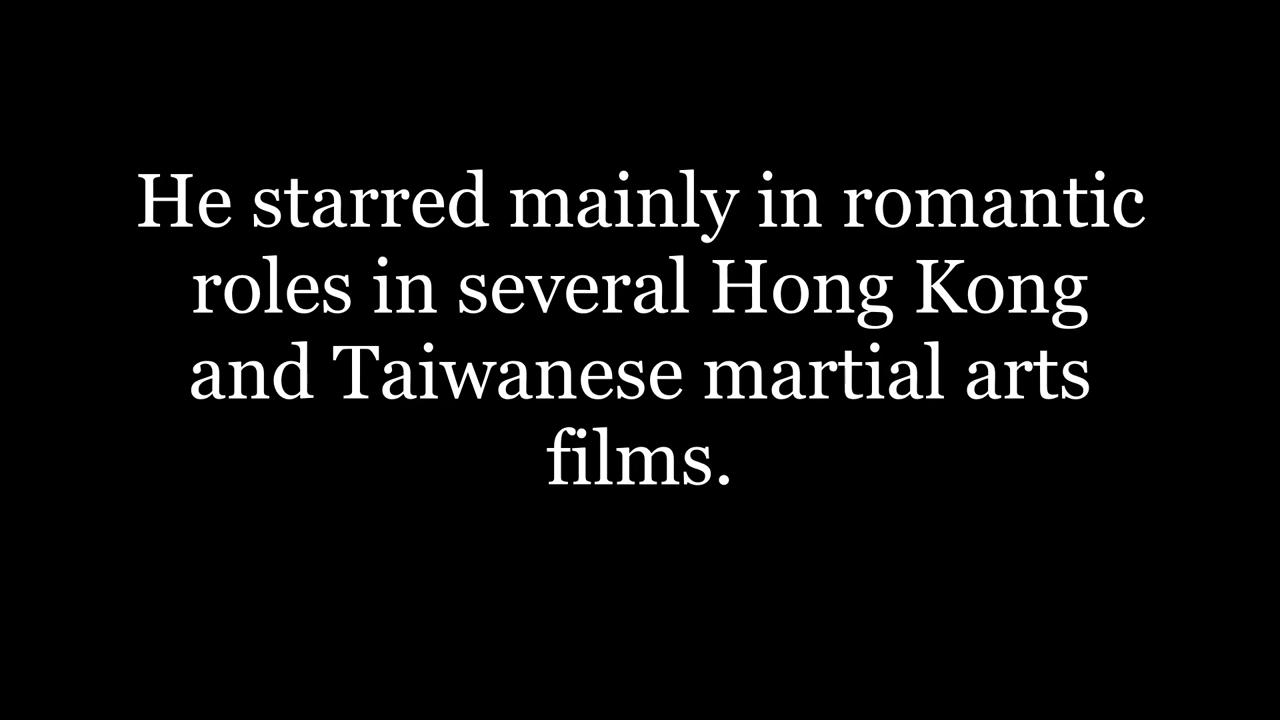 He starred mainly in romantic
roles in several Hong Kong
and Taiwanese martial arts
films.